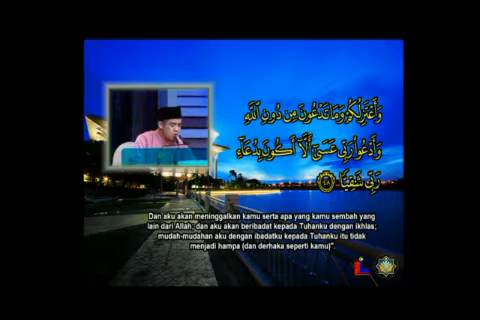 وَأَعْتَزِلُكُمْ وَمَا تَدْعُونَ مِن دُونِ اللَّهِ
وَأَدْعُوا رَبِّي عَسَىٰ أَلَّا أَكُونَ بِدُعَاءِ
رَبِّي شَقِيًّا ٤٨
Dan aku akan meninggalkan kamu serta apa yang kamu sembah yang
lain dari Allah; dan aku akan beribadat kepada Tuhanku dengan ikhlas;
mudah-mudahan aku dengan ibadatku kepada Tuhanku itu tidak
menjadi hampa (dan derhaka seperti kamu)".